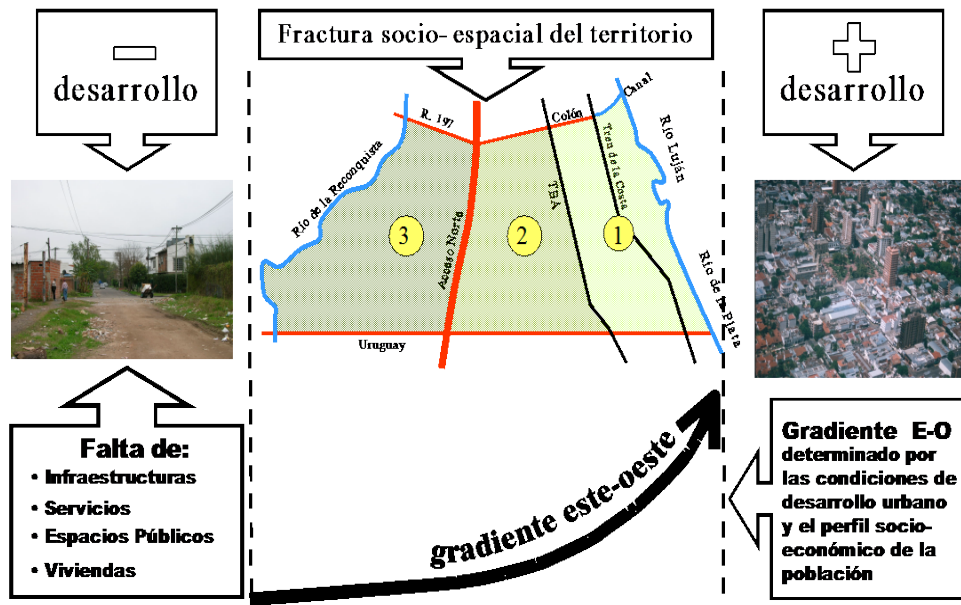 desarrollo
Fractura socio- espacial del territorio
desarrollo
R. 197
Colón
Canal
Río de la Reconquista
Acceso Norte
TBA
Tren de la Costa
Río Luján
Río de la Plata
3
2
1
Uruguay
Falta de:
• Infraestructuras
• Servicios
• Espacios Públicos
• Viviendas
gradiente este-oeste
Gradiente E-O
determinado por
las condiciones de
desarrollo urbano
y el perfil socio-
económico de la
población